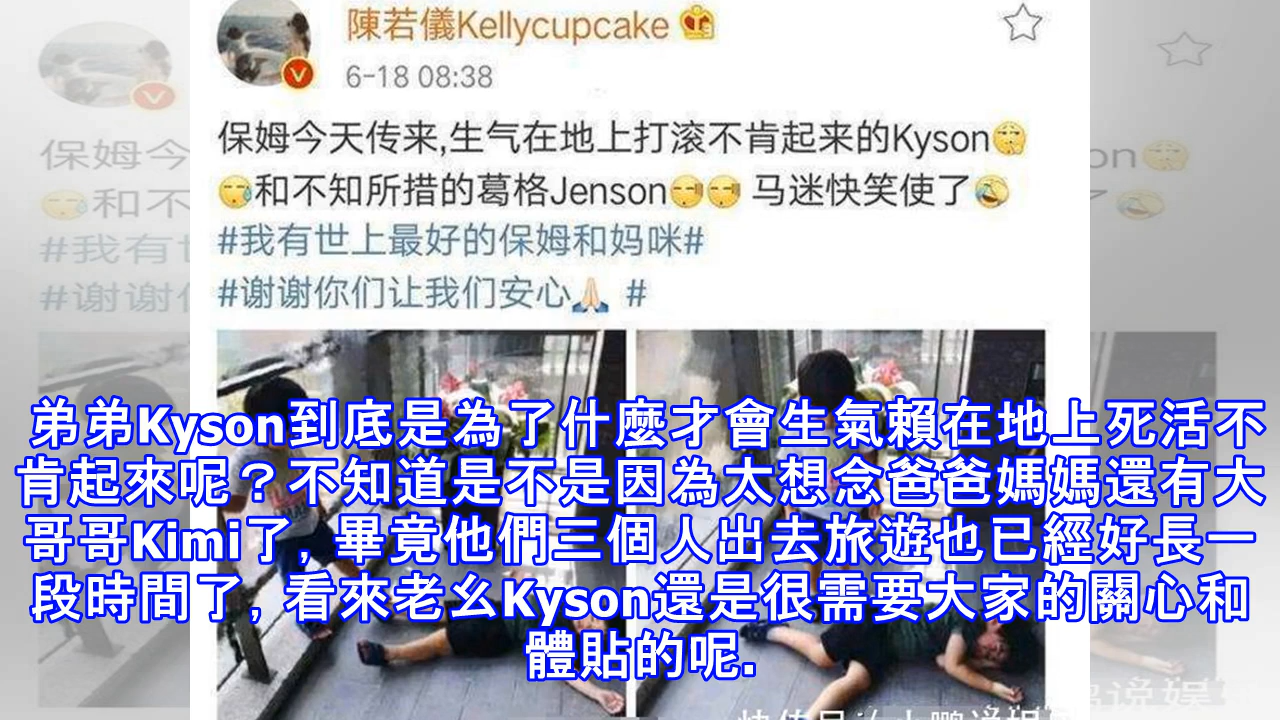 陳若儀Kellycupcake
6-18 08:38
保姆今天传来,生气在地上打滚不肯起来的Kyson
和不知所措的葛格Jenson 马迷快笑使了
#我有世上最好的保姆和妈咪#
#谢谢你们让我们安心🙏 #
弟弟Kyson到底是為了什麼才會生氣賴在地上死活不
肯起來呢？不知道是不是因為太想念爸爸媽媽還有大
哥哥Kimi了, 畢竟他們三個人出去旅遊也已經好長一
段時間了, 看來老幺Kyson還是很需要大家的關心和
體貼的呢.